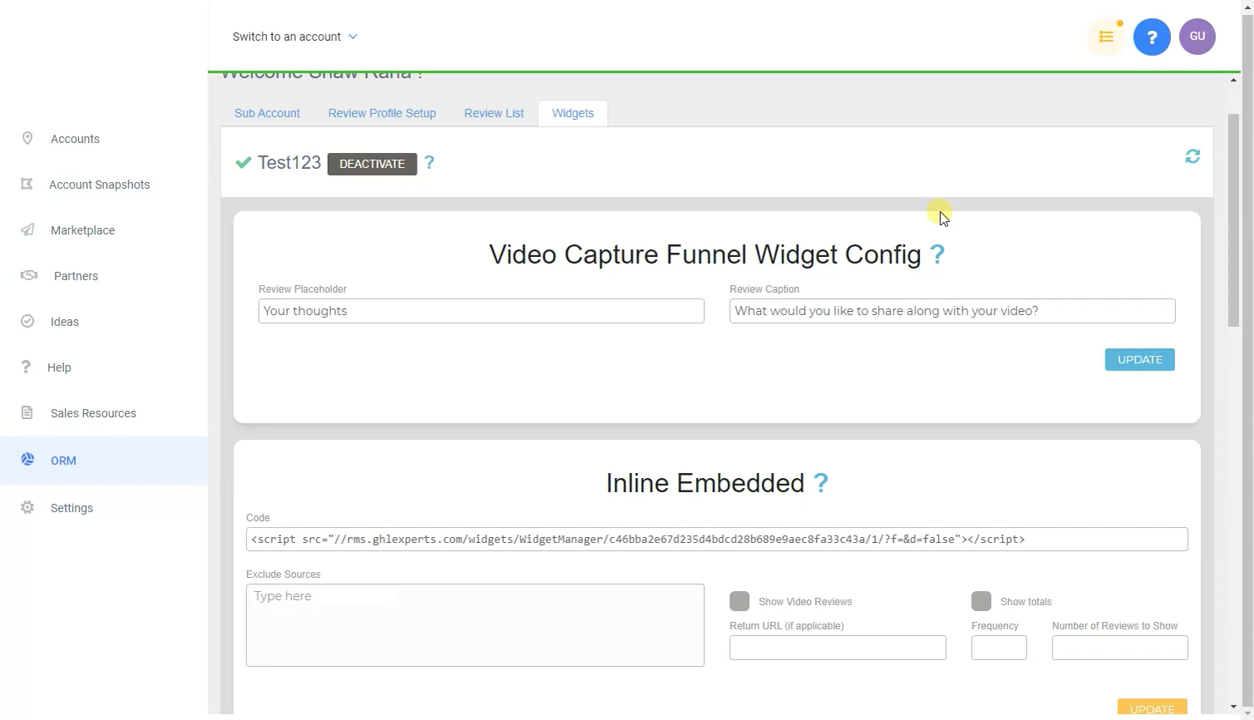 Switch to an account
?
GU
Welcome Shaw Rana !
Sub Account
Review Profile Setup
Review List
Widgets
Accounts
Account Snapshots
Marketplace
Partners
Ideas
? Help
Sales Resources
ORM
Settings
Test123 DEACTIVATE ?
Video Capture Funnel Widget Config ?
Review Placeholder
Review Caption
Your thoughts
What would you like to share along with your video?
UPDATE
Inline Embedded ?
Code
<script src="//rms.ghlexperts.com/widgets/WidgetManager/c46bba2e67d235d4bdcd28b689e9aec8fa33c43a/1/?f=&d=false"></script>
Exclude Sources
Type here
Show Video Reviews
Show totals
Return URL (if applicable)
Frequency
Number of Reviews to Show
UPDATE